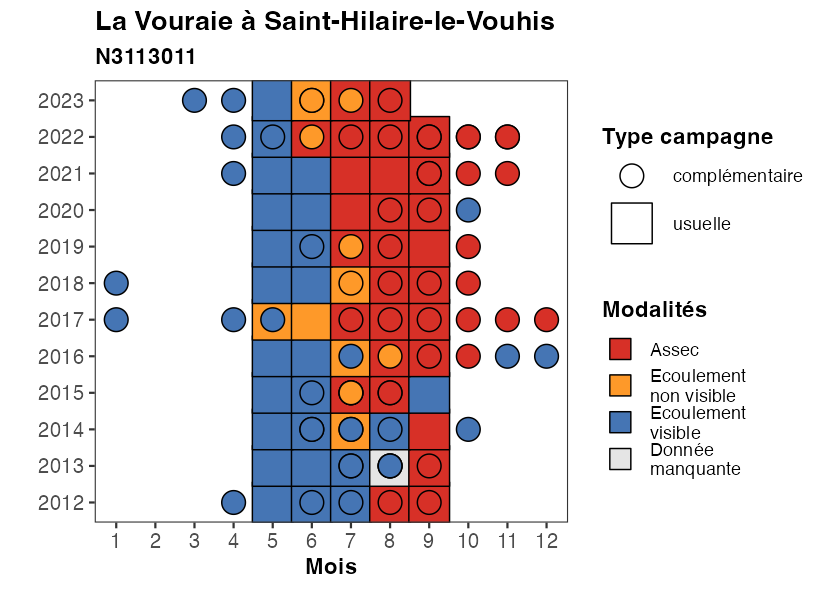 La Vouraie à Saint-Hilaire-le-Vouhis
N3113011
2023
2022
2021
2020
2019
2018
2017
2016
2015
2014
2013
2012
1 2 3 4 5 6 7 8 9 10 11 12
Mois
Type campagne
complémentaire
usuelle
Modalités
Assec
Ecoulement
non visible
Ecoulement
visible
Donnée
manquante